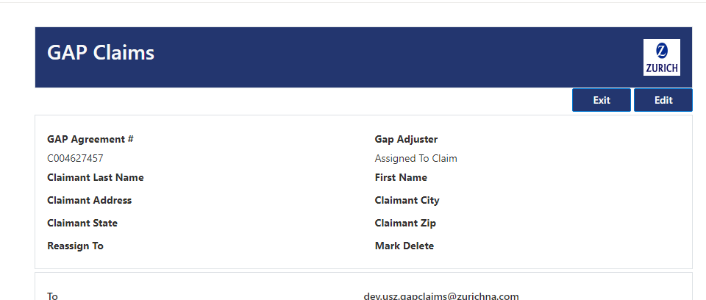 GAP Claims
Z
ZURICH
Exit Edit
GAP Agreement # Gap Adjuster
C004627457 Assigned To Claim
Claimant Last Name First Name
Claimant Address Claimant City
Claimant State Claimant Zip
Reassign To Mark Delete
To dev.usz.gapclaims@zurichna.com